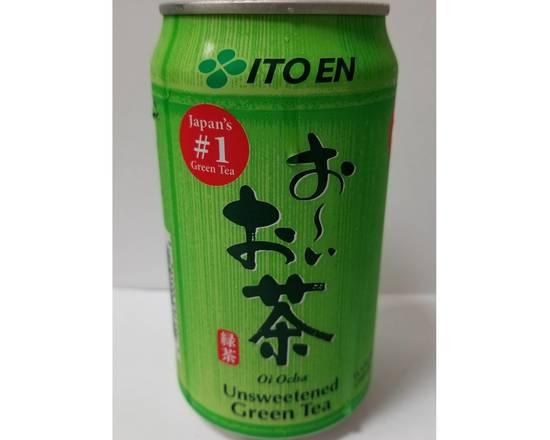 ITO EN
Japan's
#1
Green Tea
お～い
お茶
緑茶
Oi Ocha
Unsweetened
Green Tea